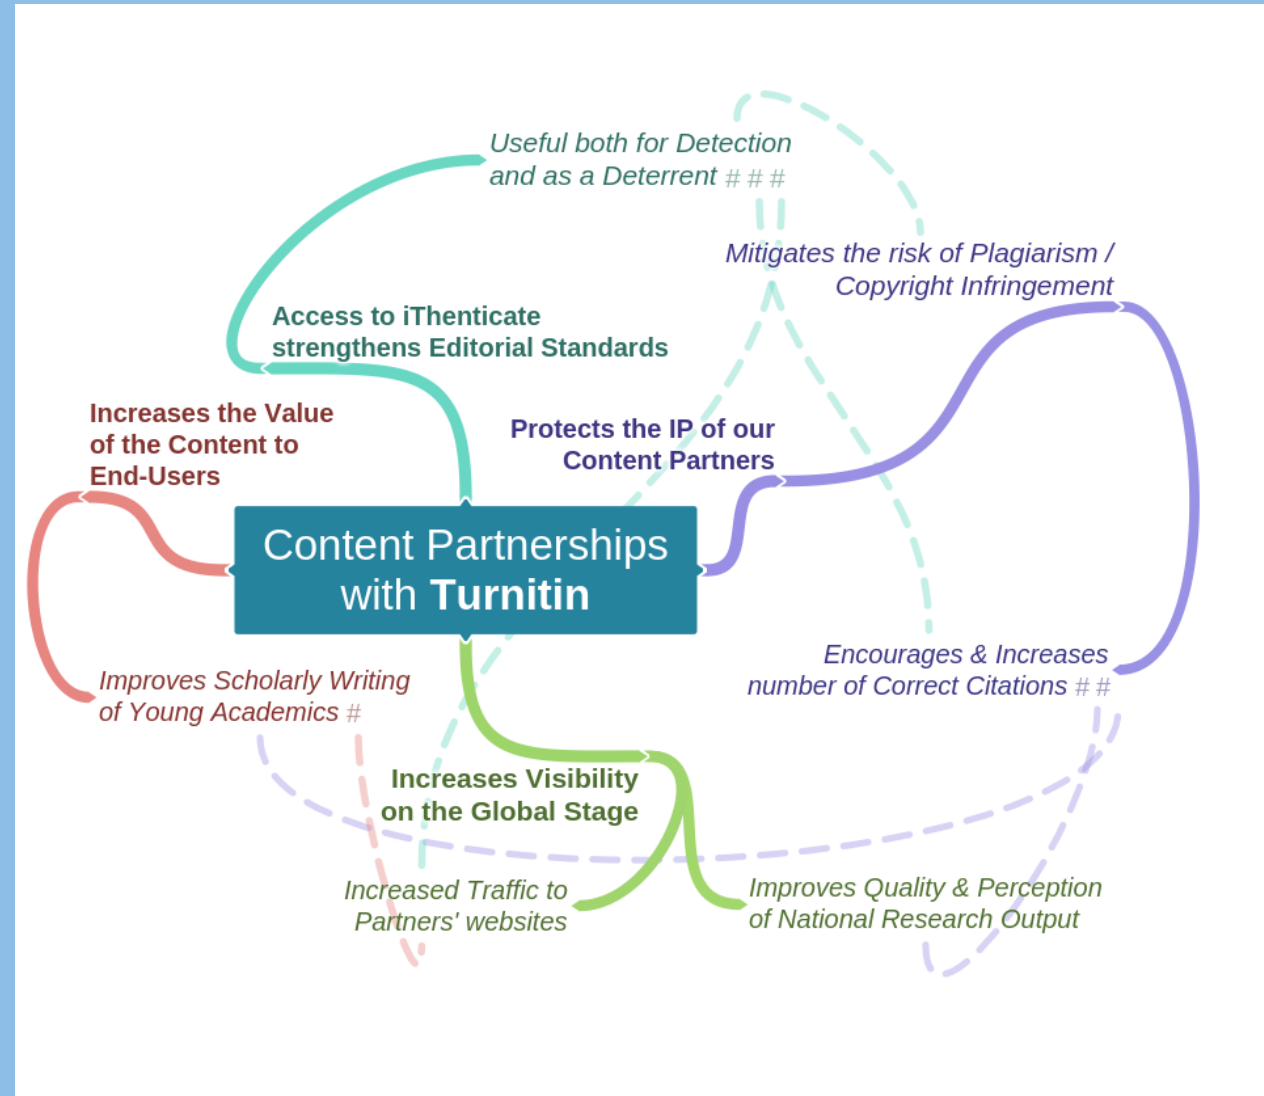 Useful both for Detection
and as a Deterrent # # #
Mitigates the risk of Plagiarism /
Copyright Infringement
Access to iThenticate
strengthens Editorial Standards
Increases the Value
of the Content to
End-Users
Protects the IP of our
Content Partners
Content Partnerships
with Turnitin
Encourages & Increases
number of Correct Citations # #
Improves Scholarly Writing
of Young Academics #
Increases Visibility
on the Global Stage
Increased Traffic to
Partners' websites
Improves Quality & Perception
of National Research Output